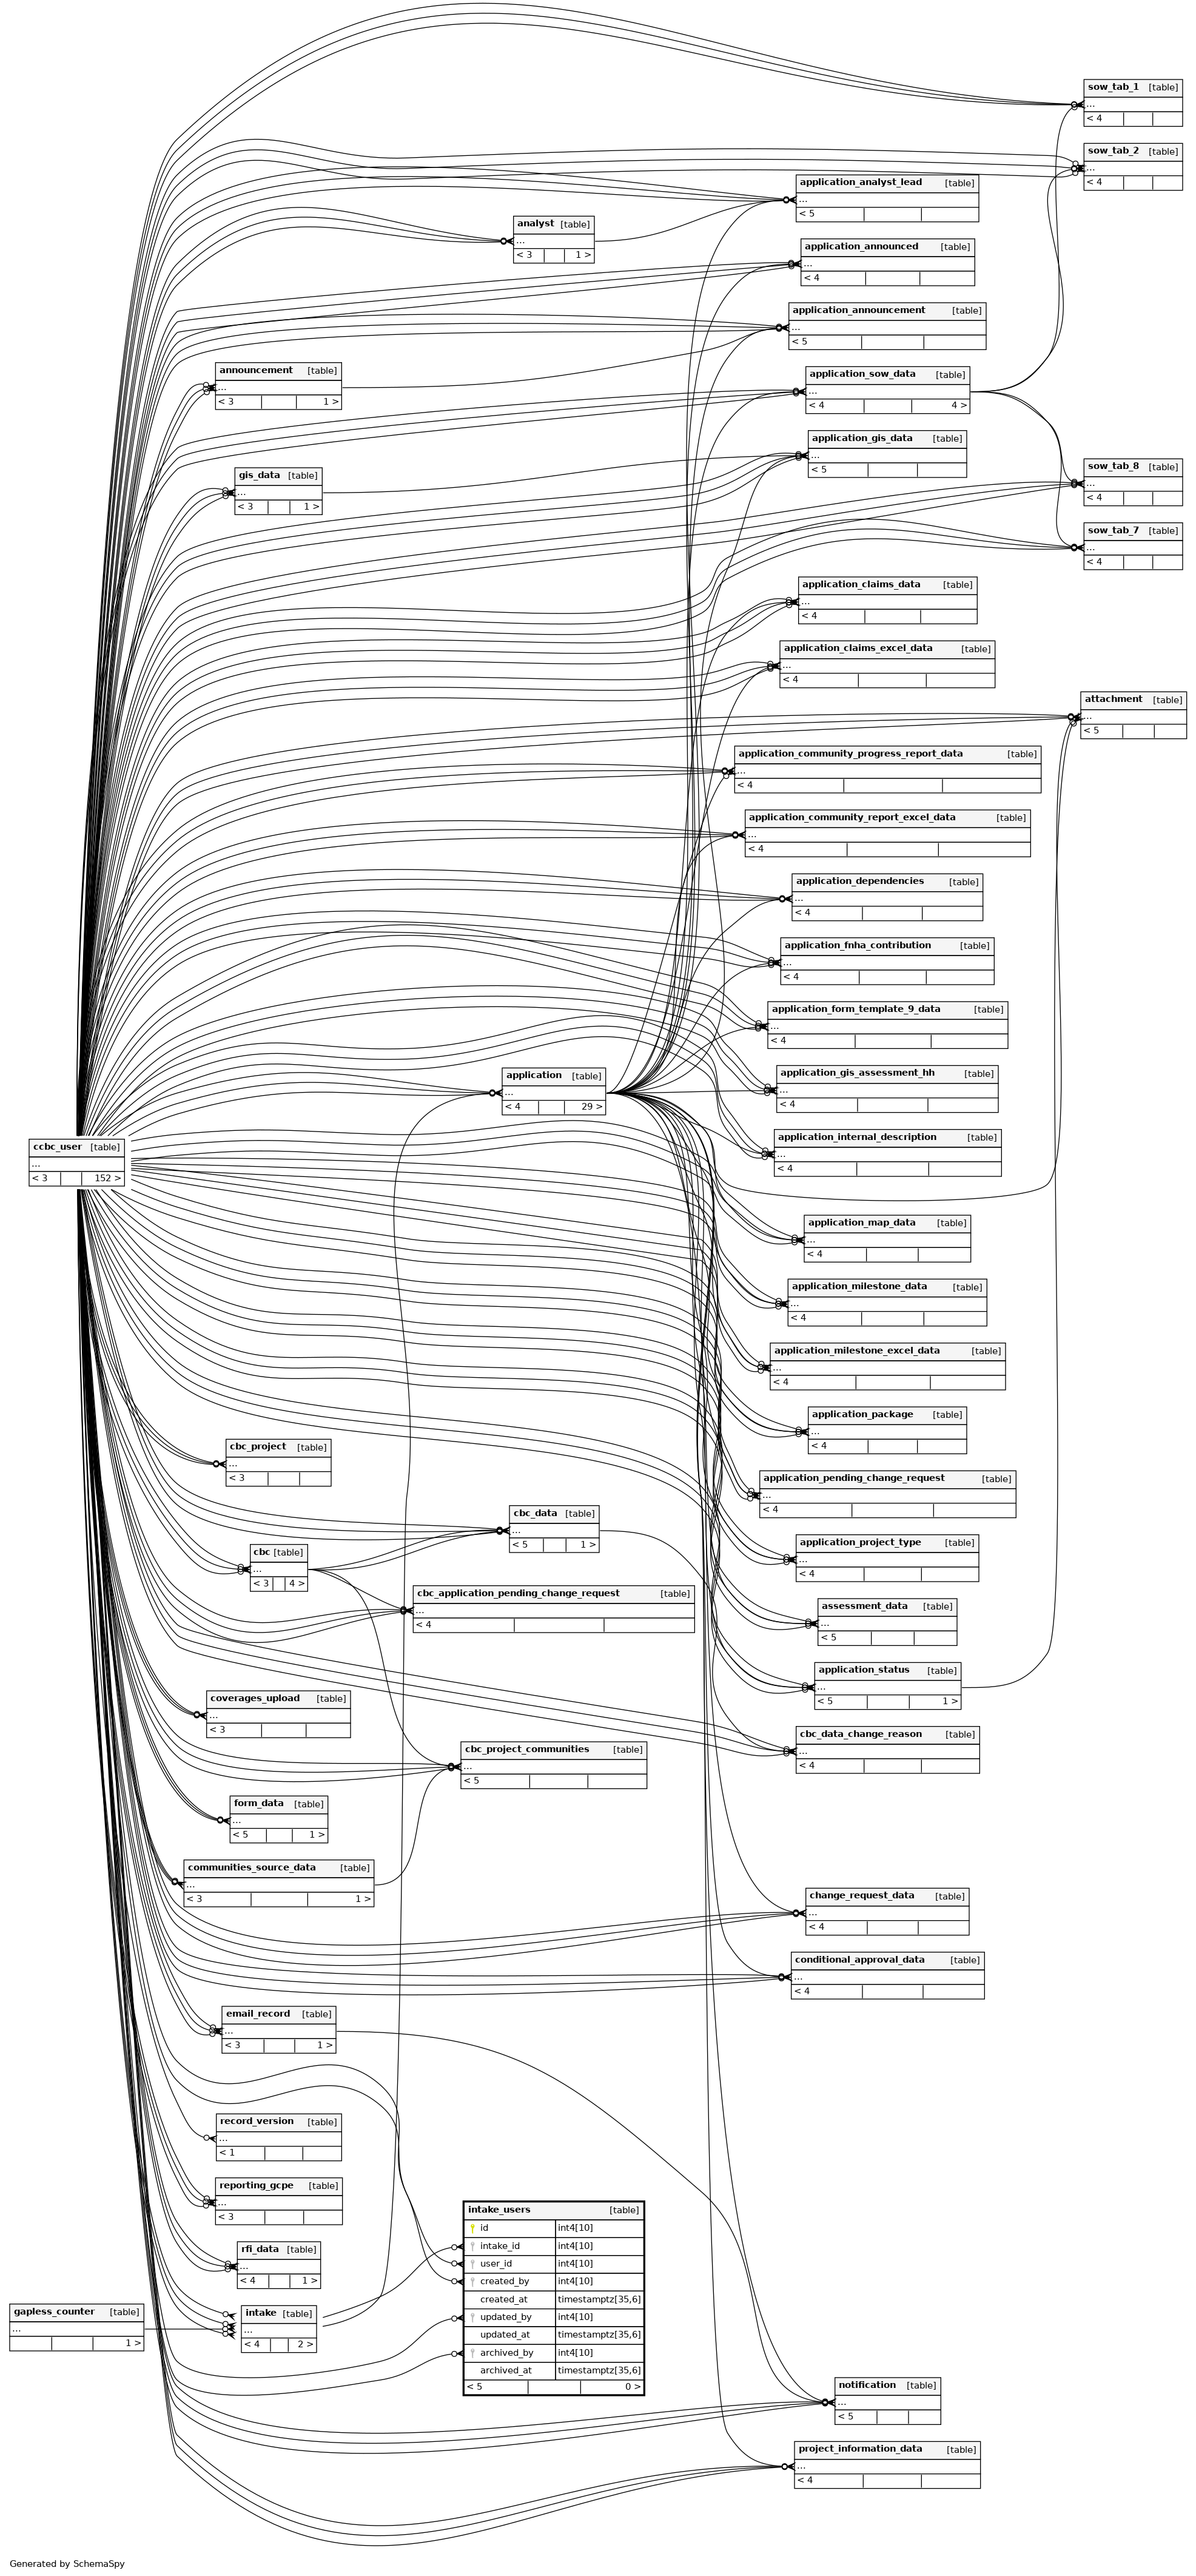 sow_tab_1 [table]
...
< 4
sow_tab_2 [table]
...
< 4
application_analyst_lead [table]
...
< 5
analyst [table]
...
< 3 1 >
application_announced [table]
...
< 4
application_announcement [table]
...
< 5
announcement [table]
...
< 3 1 >
application_sow_data [table]
...
< 4 4 >
application_gis_data [table]
...
< 5
gis_data [table]
...
< 3 1 >
sow_tab_8 [table]
...
< 4
sow_tab_7 [table]
...
< 4
application_claims_data [table]
...
< 4
application_claims_excel_data [table]
...
< 4
attachment [table]
...
< 5
application_community_progress_report_data [table]
...
< 4
application_community_report_excel_data [table]
...
< 4
application_dependencies [table]
...
< 4
application_fnha_contribution [table]
...
< 4
application_form_template_9_data [table]
...
< 4
application [table]
...
< 4 29 >
application_gis_assessment_hh [table]
...
< 4
application_internal_description [table]
...
< 4
ccbc_user [table]
...
< 3 152 >
application_map_data [table]
...
< 4
application_milestone_data [table]
...
< 4
application_milestone_excel_data [table]
...
< 4
application_package [table]
...
< 4
cbc_project [table]
...
< 3
application_pending_change_request [table]
...
< 4
cbc_data [table]
...
< 5 1 >
application_project_type [table]
...
< 4
cbc [table]
...
< 3 4 >
cbc_application_pending_change_request [table]
...
< 4
assessment_data [table]
...
< 5
application_status [table]
...
< 5 1 >
coverages_upload [table]
...
< 3
cbc_data_change_reason [table]
...
< 4
cbc_project_communities [table]
...
< 5
form_data [table]
...
< 5 1 >
communities_source_data [table]
...
< 3 1 >
change_request_data [table]
...
< 4
conditional_approval_data [table]
...
< 4
email_record [table]
...
< 3 1 >
record_version [table]
...
< 1
reporting_gcpe [table]
...
< 3
intake_users [table]
id int4[10]
intake_id int4[10]
user_id int4[10]
created_by int4[10]
created_at timestamptz[35,6]
updated_by int4[10]
updated_at timestamptz[35,6]
archived_by int4[10]
archived_at timestamptz[35,6]
< 5 0 >
rfi_data [table]
...
< 4 1 >
gapless_counter [table]
...
1 >
intake [table]
...
< 4 2 >
notification [table]
...
< 5
project_information_data [table]
...
< 4
Generated by SchemaSpy